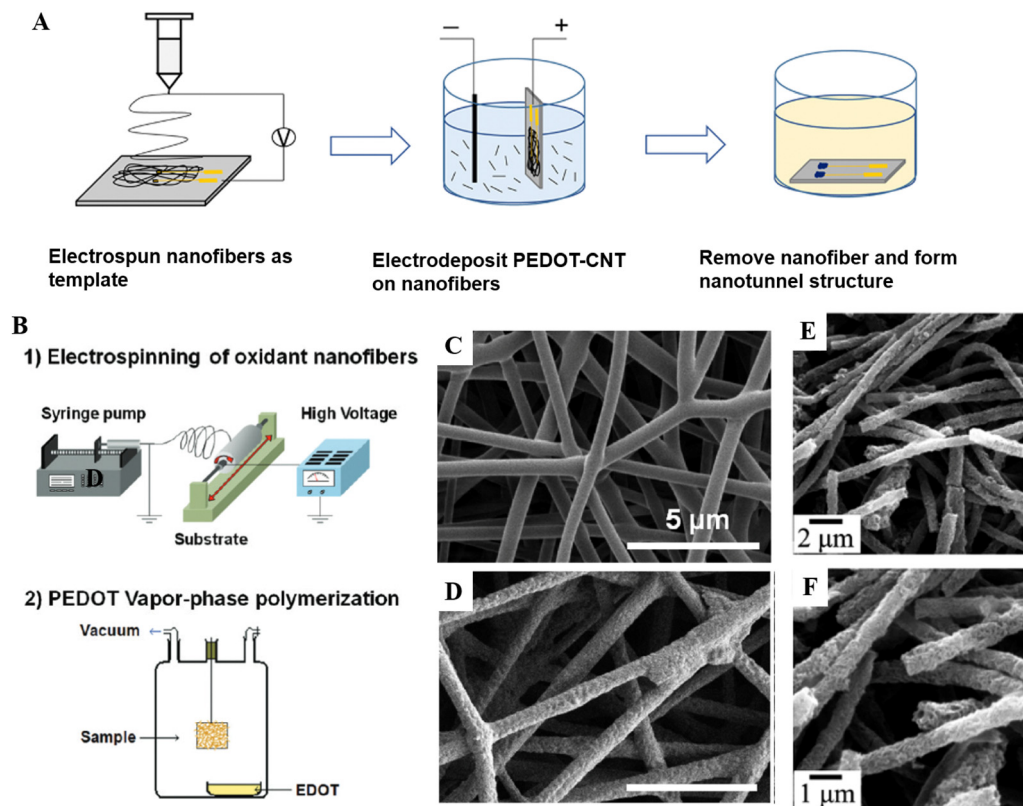 A
V
Electrospun nanofibers as
template
− +
Electrodeposit PEDOT-CNT
on nanofibers
Remove nanofiber and form
nanotunnel structure
B
1) Electrospinning of oxidant nanofibers
Syringe pump
High Voltage
D
Substrate
2) PEDOT Vapor-phase polymerization
Vacuum
Sample
EDOT
C
5 µm
D
E
2 µm
F
1 µm